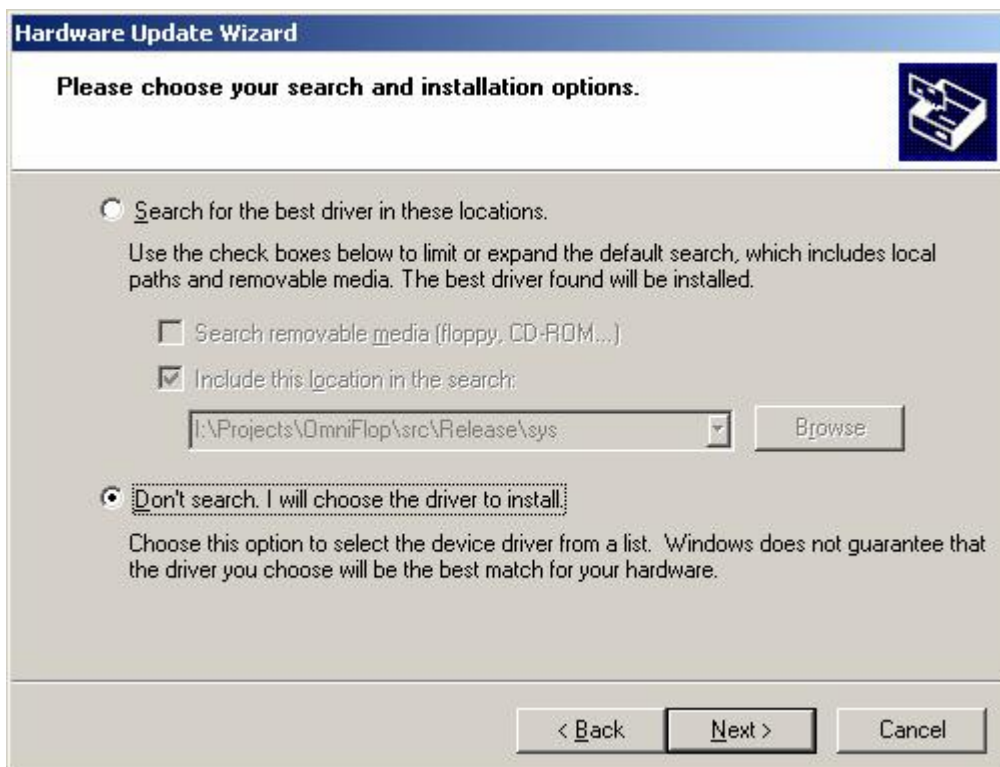 Hardware Update Wizard
Please choose your search and installation options.
Search for the best driver in these locations.
Use the check boxes below to limit or expand the default search, which includes local
paths and removable media. The best driver found will be installed.
Search removable media (floppy, CD-ROM...)
Include this location in the search:
I:\Projects\OmniFlop\src\Release\sys
Browse
Don't search. I will choose the driver to install.
Choose this option to select the device driver from a list. Windows does not guarantee that
the driver you choose will be the best match for your hardware.
< Back Next > Cancel